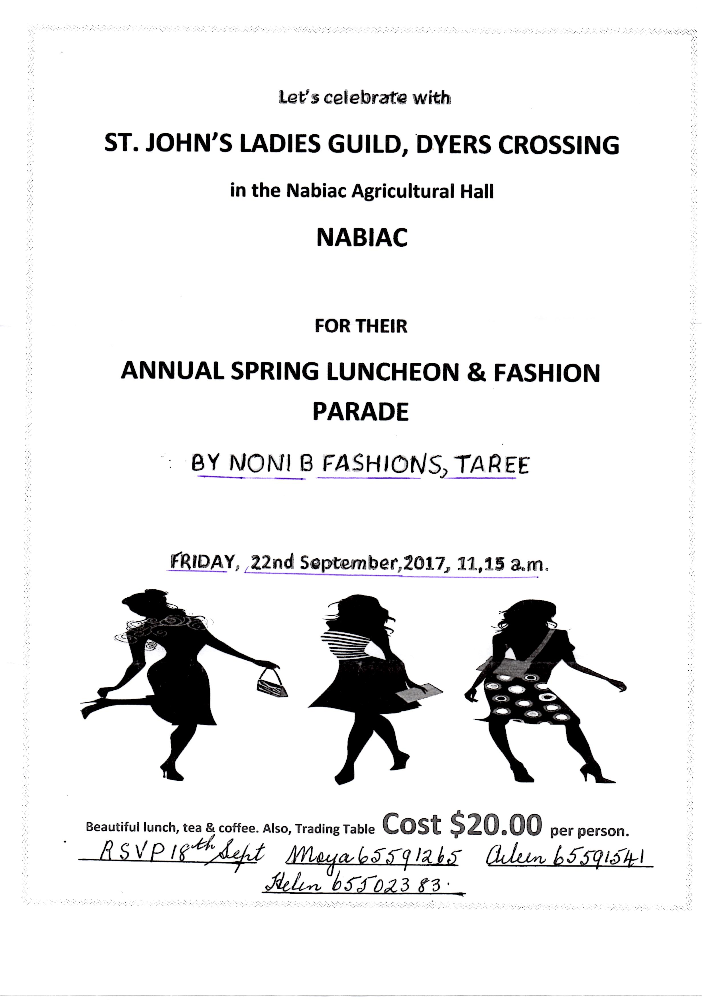 Let's celebrate with
ST. JOHN'S LADIES GUILD, DYERS CROSSING
in the Nabiac Agricultural Hall
NABIAC
FOR THEIR
ANNUAL SPRING LUNCHEON & FASHION
PARADE
BY NONI B FASHIONS, TAREE
FRIDAY, 22nd September,2017, 11,15 a.m.
Beautiful lunch, tea & coffee. Also, Trading Table Cost $20.00 per person.
RSVP 18th Sept Moya 65591265 Aileen 65591541
Helen 65502383.